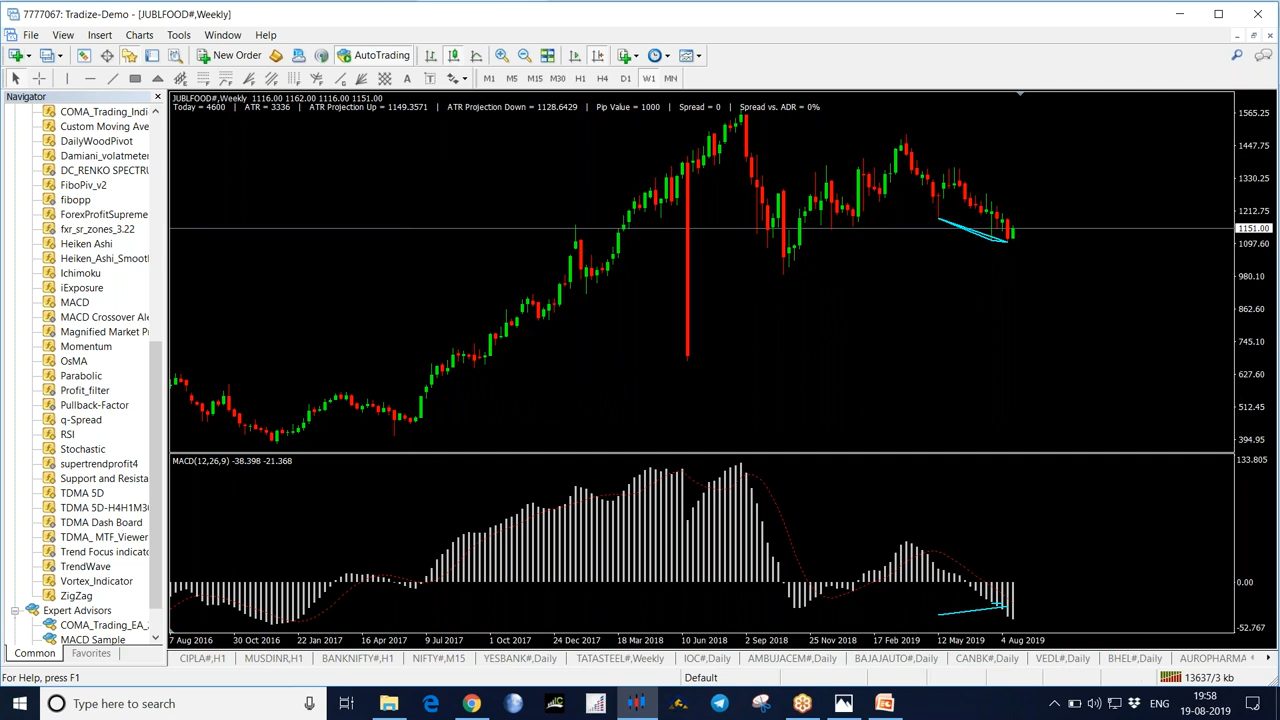 7777067: Tradize-Demo - [JUBLFOOD#,Weekly]
File View Insert Charts Tools Window Help
New Order AutoTrading
M1 M5 M15 M30 H1 H4 D1 W1 MN
Navigator
COMA_Trading_Indi
Custom Moving Ave
DailyWoodPivot
Damiani_volatmeter
DC_RENKO SPECTRU
FiboPiv_v2
fibopp
ForexProfitSupreme
fxr_sr_zones_3.22
Heiken Ashi
Heiken_Ashi_Smoot
Ichimoku
iExposure
MACD
MACD Crossover Ale
Magnified Market Pr
Momentum
OsMA
Parabolic
Profit_filter
Pullback-Factor
q-Spread
RSI
Stochastic
supertrendprofit4
Support and Resista
TDMA 5D
TDMA 5D-H4H1M30
TDMA Dash Board
TDMA_ MTF_Viewer
Trend Focus indicato
TrendWave
Vortex_Indicator
ZigZag
Expert Advisors
COMA_Trading_EA_
MACD Sample
Common Favorites
JUBLFOOD#,Weekly 1116.00 1162.00 1116.00 1151.00
Today = 4600 | ATR = 3336 | ATR Projection Up = 1149.3571 | ATR Projection Down = 1128.6429 | Pip Value = 1000 | Spread = 0 | Spread vs. ADR = 0%
1565.25
1447.75
1330.25
1212.75
1151.00
1097.60
980.10
862.60
745.10
627.60
512.45
394.95
MACD(12,26,9) -38.398 -21.368
133.805
0.00
-52.767
7 Aug 2016 30 Oct 2016 22 Jan 2017 16 Apr 2017 9 Jul 2017 1 Oct 2017 24 Dec 2017 18 Mar 2018 10 Jun 2018 2 Sep 2018 25 Nov 2018 17 Feb 2019 12 May 2019 4 Aug 2019
CIPLA#,H1 MUSDINR,H1 BANKNIFTY#,H1 NIFTY#,M15 YESBANK#,Daily TATASTEEL#,Weekly IOC#,Daily AMBUJACEM#,Daily BAJAJAUTO#,Daily CANBK#,Daily VEDL#,Daily BHEL#,Daily AUROPHARMA
For Help, press F1 Default 13637/3 kb
Type here to search
ENG
19:58
19-08-2019